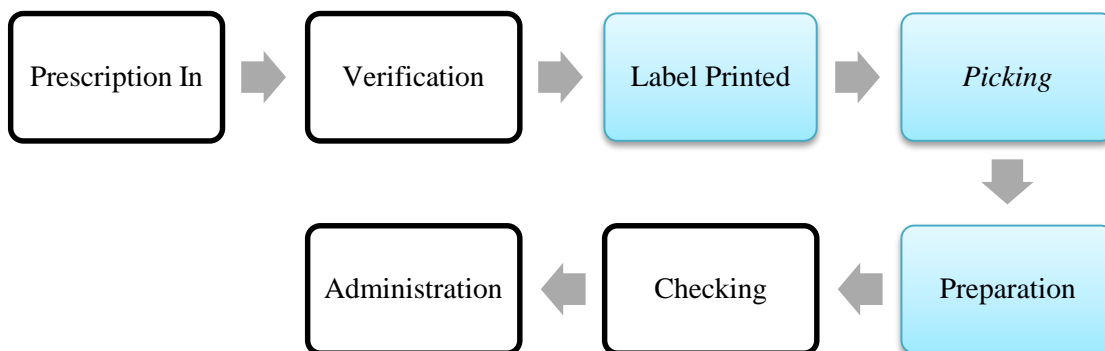 Prescription In
Verification
Label Printed
Picking
Preparation
Checking
Administration